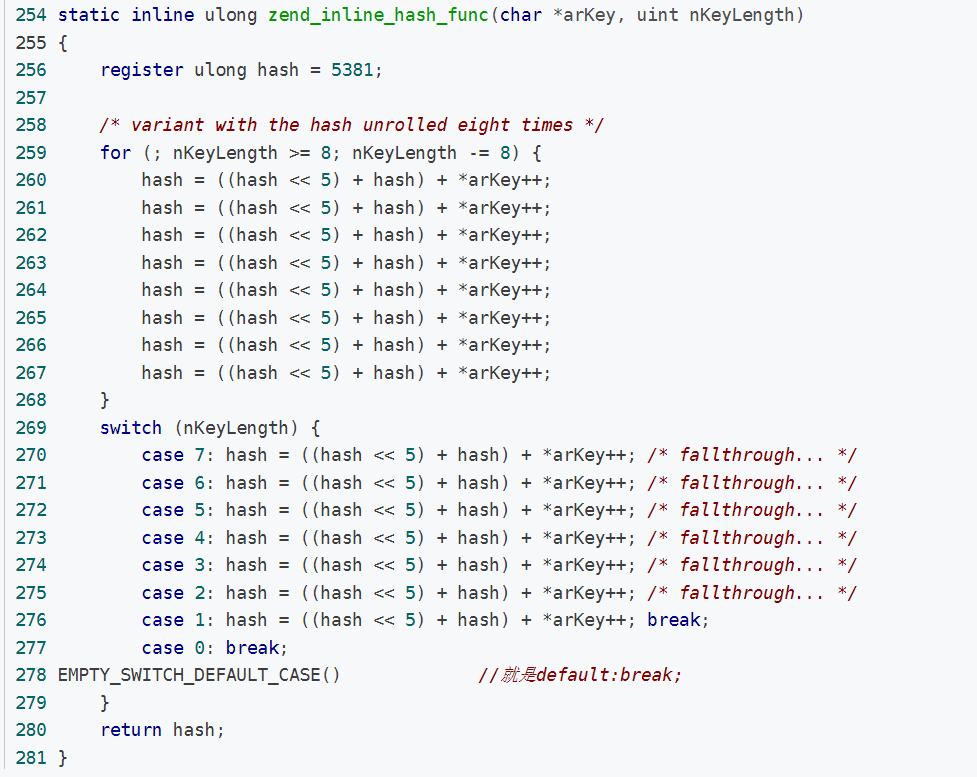 254 static inline ulong zend_inline_hash_func(char *arKey, uint nKeyLength)
255 {
256     register ulong hash = 5381;
257
258     /* variant with the hash unrolled eight times */
259     for (; nKeyLength >= 8; nKeyLength -= 8) {
260         hash = ((hash << 5) + hash) + *arKey++;
261         hash = ((hash << 5) + hash) + *arKey++;
262         hash = ((hash << 5) + hash) + *arKey++;
263         hash = ((hash << 5) + hash) + *arKey++;
264         hash = ((hash << 5) + hash) + *arKey++;
265         hash = ((hash << 5) + hash) + *arKey++;
266         hash = ((hash << 5) + hash) + *arKey++;
267         hash = ((hash << 5) + hash) + *arKey++;
268     }
269     switch (nKeyLength) {
270         case 7: hash = ((hash << 5) + hash) + *arKey++; /* fallthrough... */
271         case 6: hash = ((hash << 5) + hash) + *arKey++; /* fallthrough... */
272         case 5: hash = ((hash << 5) + hash) + *arKey++; /* fallthrough... */
273         case 4: hash = ((hash << 5) + hash) + *arKey++; /* fallthrough... */
274         case 3: hash = ((hash << 5) + hash) + *arKey++; /* fallthrough... */
275         case 2: hash = ((hash << 5) + hash) + *arKey++; /* fallthrough... */
276         case 1: hash = ((hash << 5) + hash) + *arKey++; break;
277         case 0: break;
278 EMPTY_SWITCH_DEFAULT_CASE()             //就是default:break;
279     }
280     return hash;
281 }